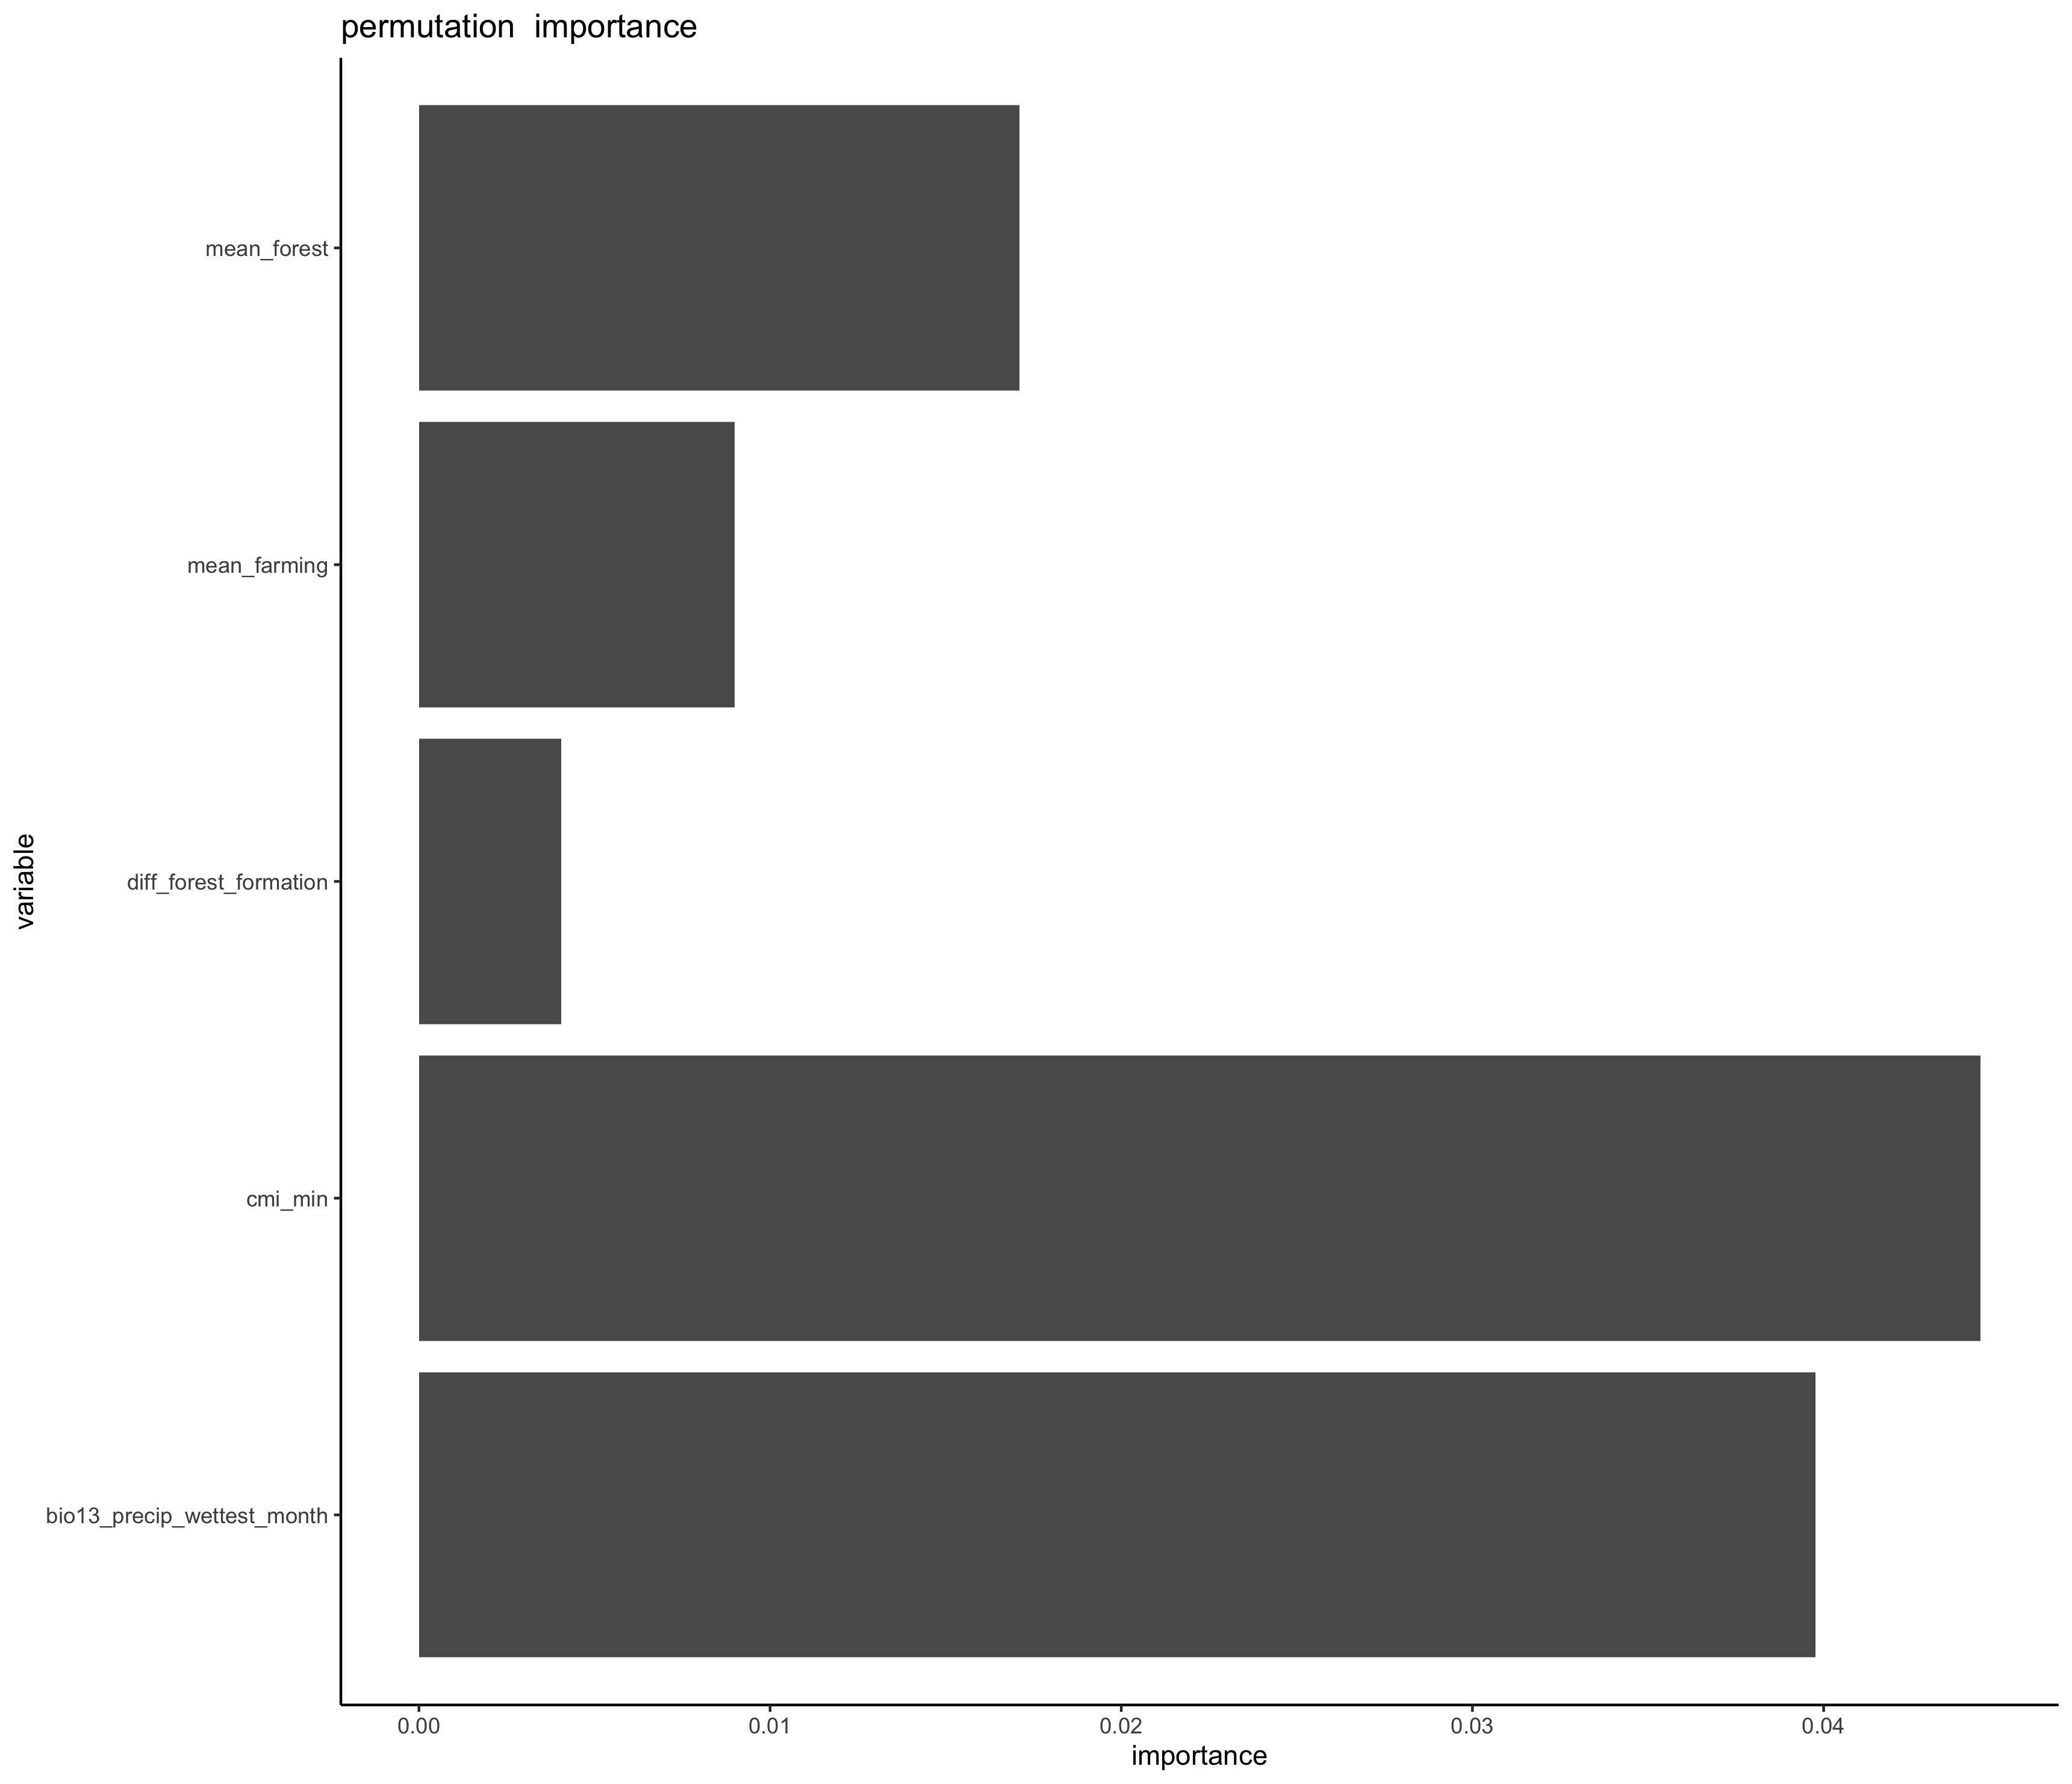 permutation importance
mean_forest
mean_farming
diff_forest_formation
cmi_min
bio13_precip_wettest_month
variable
0.00 0.01 0.02 0.03 0.04
importance